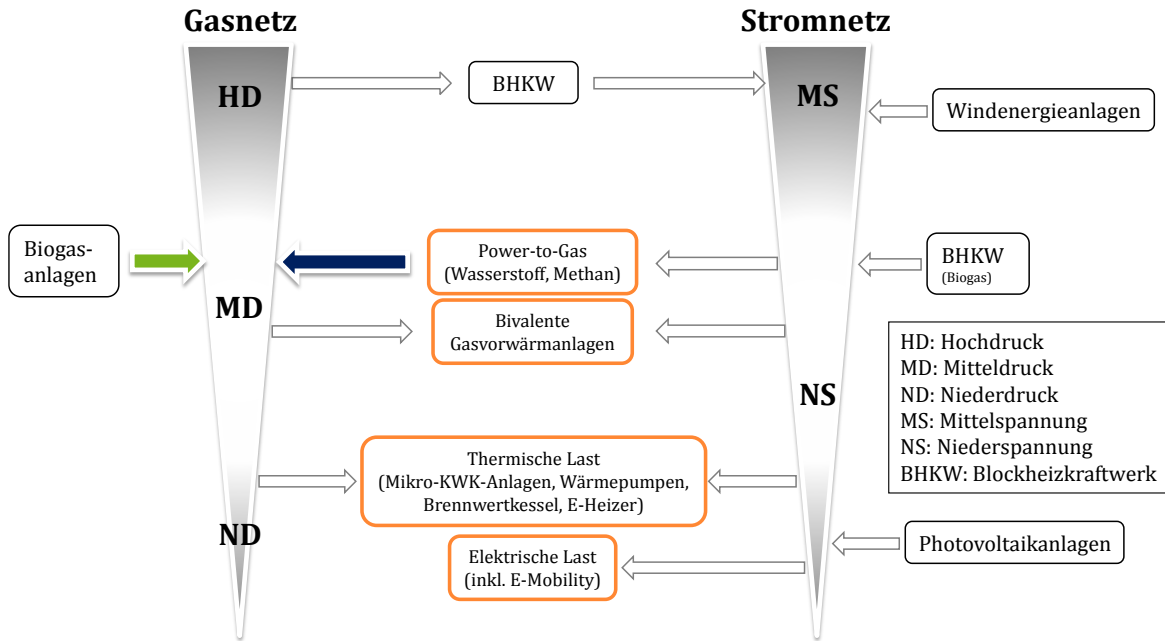 Gasnetz
Stromnetz
HD
BHKW
MS
Windenergieanlagen
Biogas-
anlagen
Power-to-Gas
(Wasserstoff, Methan)
BHKW
(Biogas)
MD
Bivalente
Gasvorwärmanlagen
NS
HD: Hochdruck
MD: Mitteldruck
ND: Niederdruck
MS: Mittelspannung
NS: Niederspannung
BHKW: Blockheizkraftwerk
Thermische Last
(Mikro-KWK-Anlagen, Wärmepumpen,
Brennwertkessel, E-Heizer)
ND
Elektrische Last
(inkl. E-Mobility)
Photovoltaikanlagen